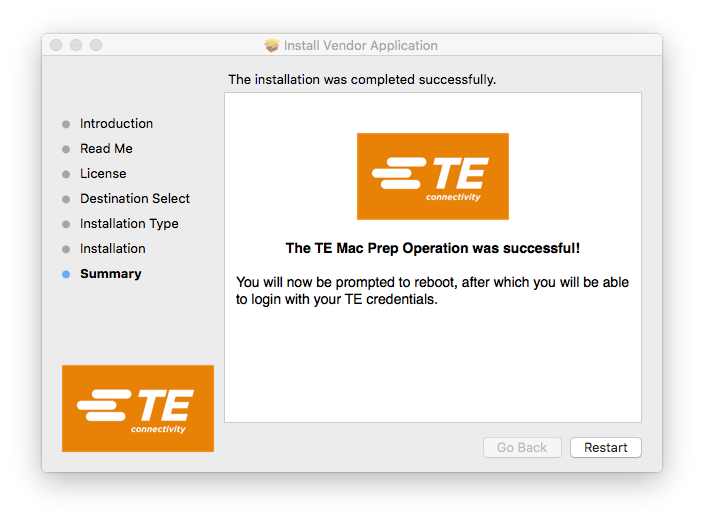 Install Vendor Application
The installation was completed successfully.
Introduction
Read Me
License
Destination Select
Installation Type
Installation
Summary
TE
connectivity
The TE Mac Prep Operation was successful!
You will now be prompted to reboot, after which you will be able
to login with your TE credentials.
TE
connectivity
Go Back
Restart